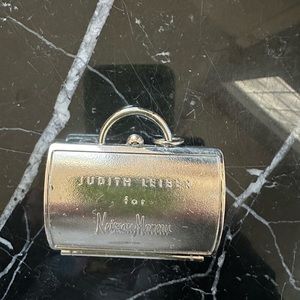 JUDITH LEIBER
for
Neiman Marcus